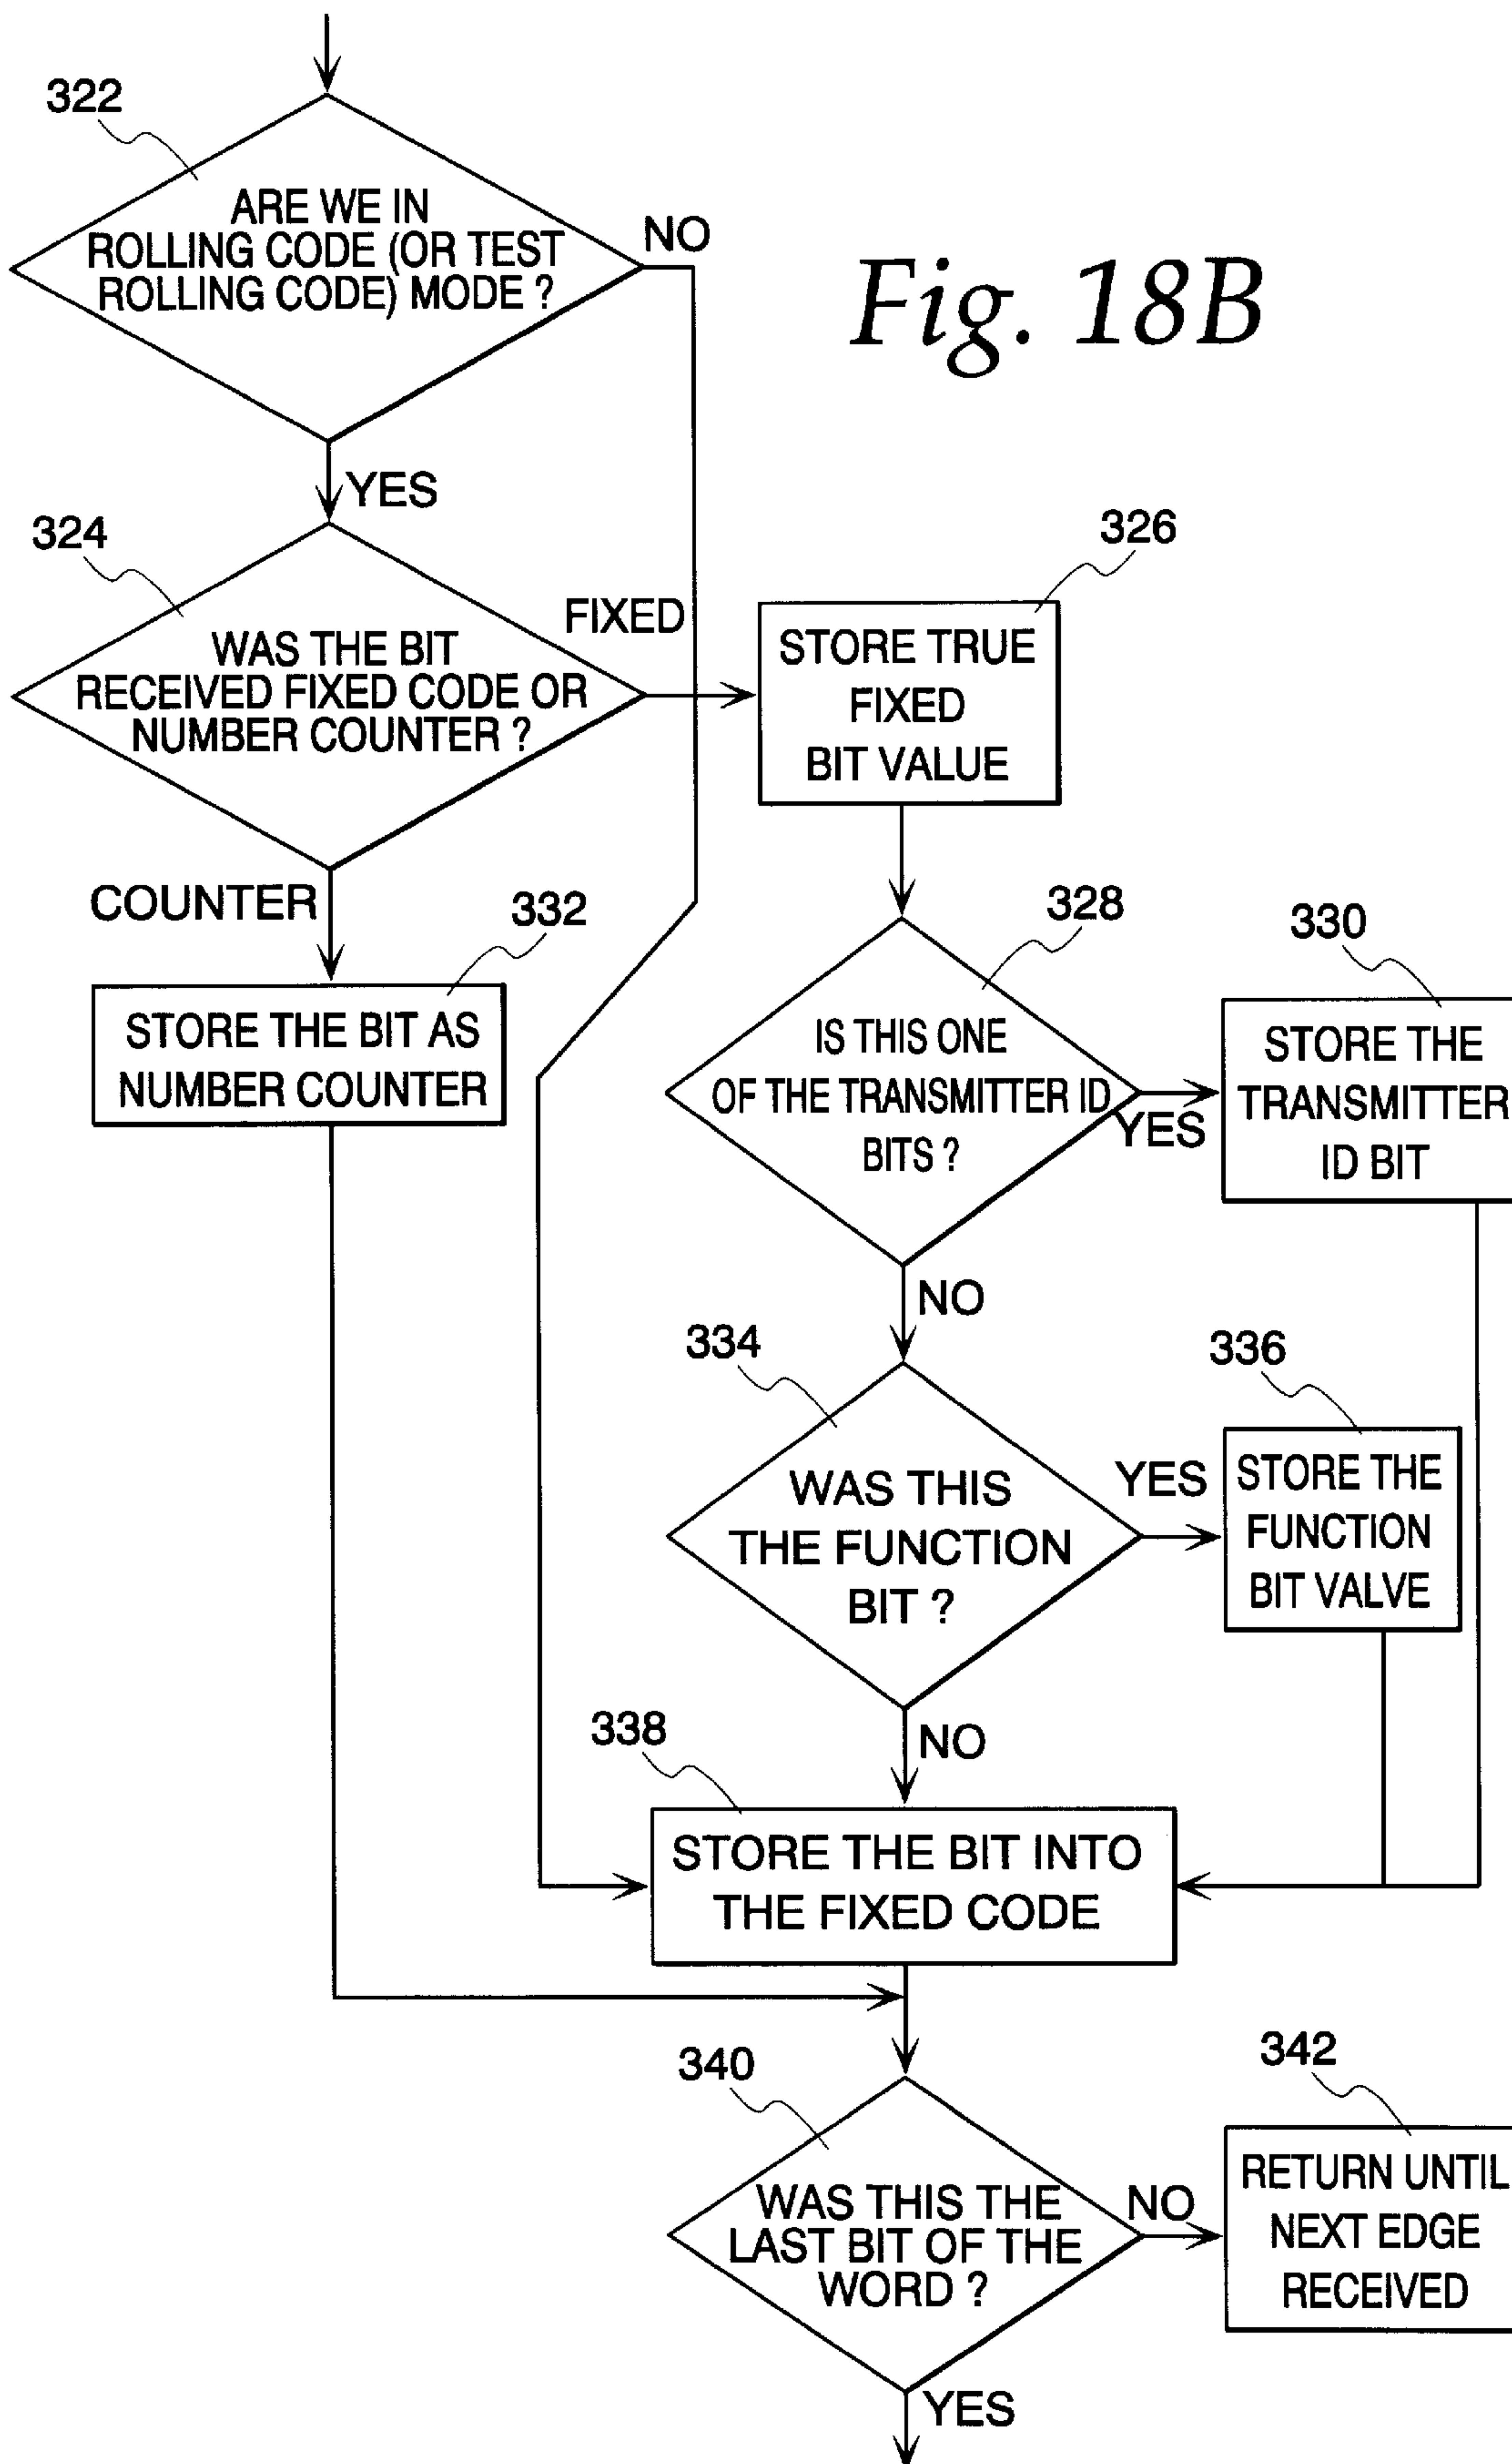 322
ARE WE IN
ROLLING CODE (OR TEST
ROLLING CODE) MODE ?
NO
Fig. 18B
YES
324
WAS THE BIT
RECEIVED FIXED CODE OR
NUMBER COUNTER ?
FIXED
326
STORE TRUE
FIXED
BIT VALUE
COUNTER
332
STORE THE BIT AS
NUMBER COUNTER
328
IS THIS ONE
OF THE TRANSMITTER ID
BITS ?
YES
330
STORE THE
TRANSMITTER
ID BIT
NO
334
WAS THIS
THE FUNCTION
BIT ?
YES
336
STORE THE
FUNCTION
BIT VALVE
NO
338
STORE THE BIT INTO
THE FIXED CODE
340
WAS THIS THE
LAST BIT OF THE
WORD ?
NO
342
RETURN UNTIL
NEXT EDGE
RECEIVED
YES